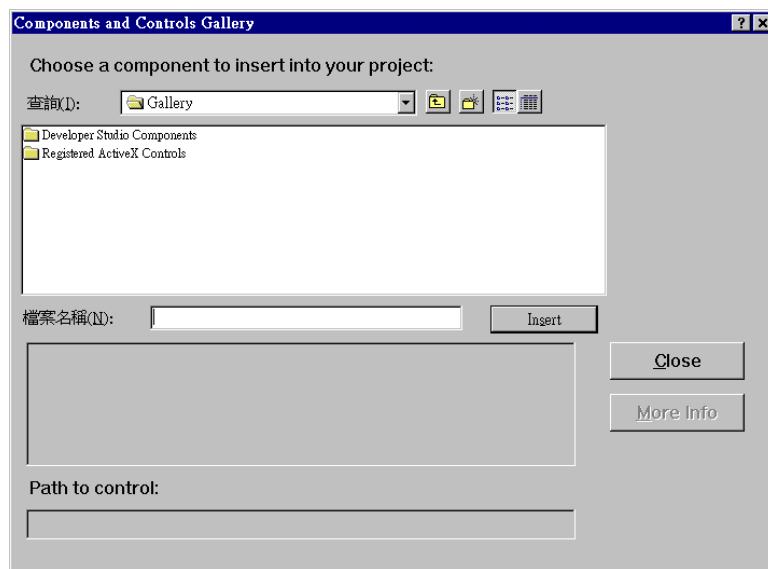 Components and Controls Gallery
Choose a component to insert into your project:
查詢(I): Gallery
Developer Studio Components
Registered ActiveX Controls
檔案名稱(N): Insert
Close
More Info
Path to control: